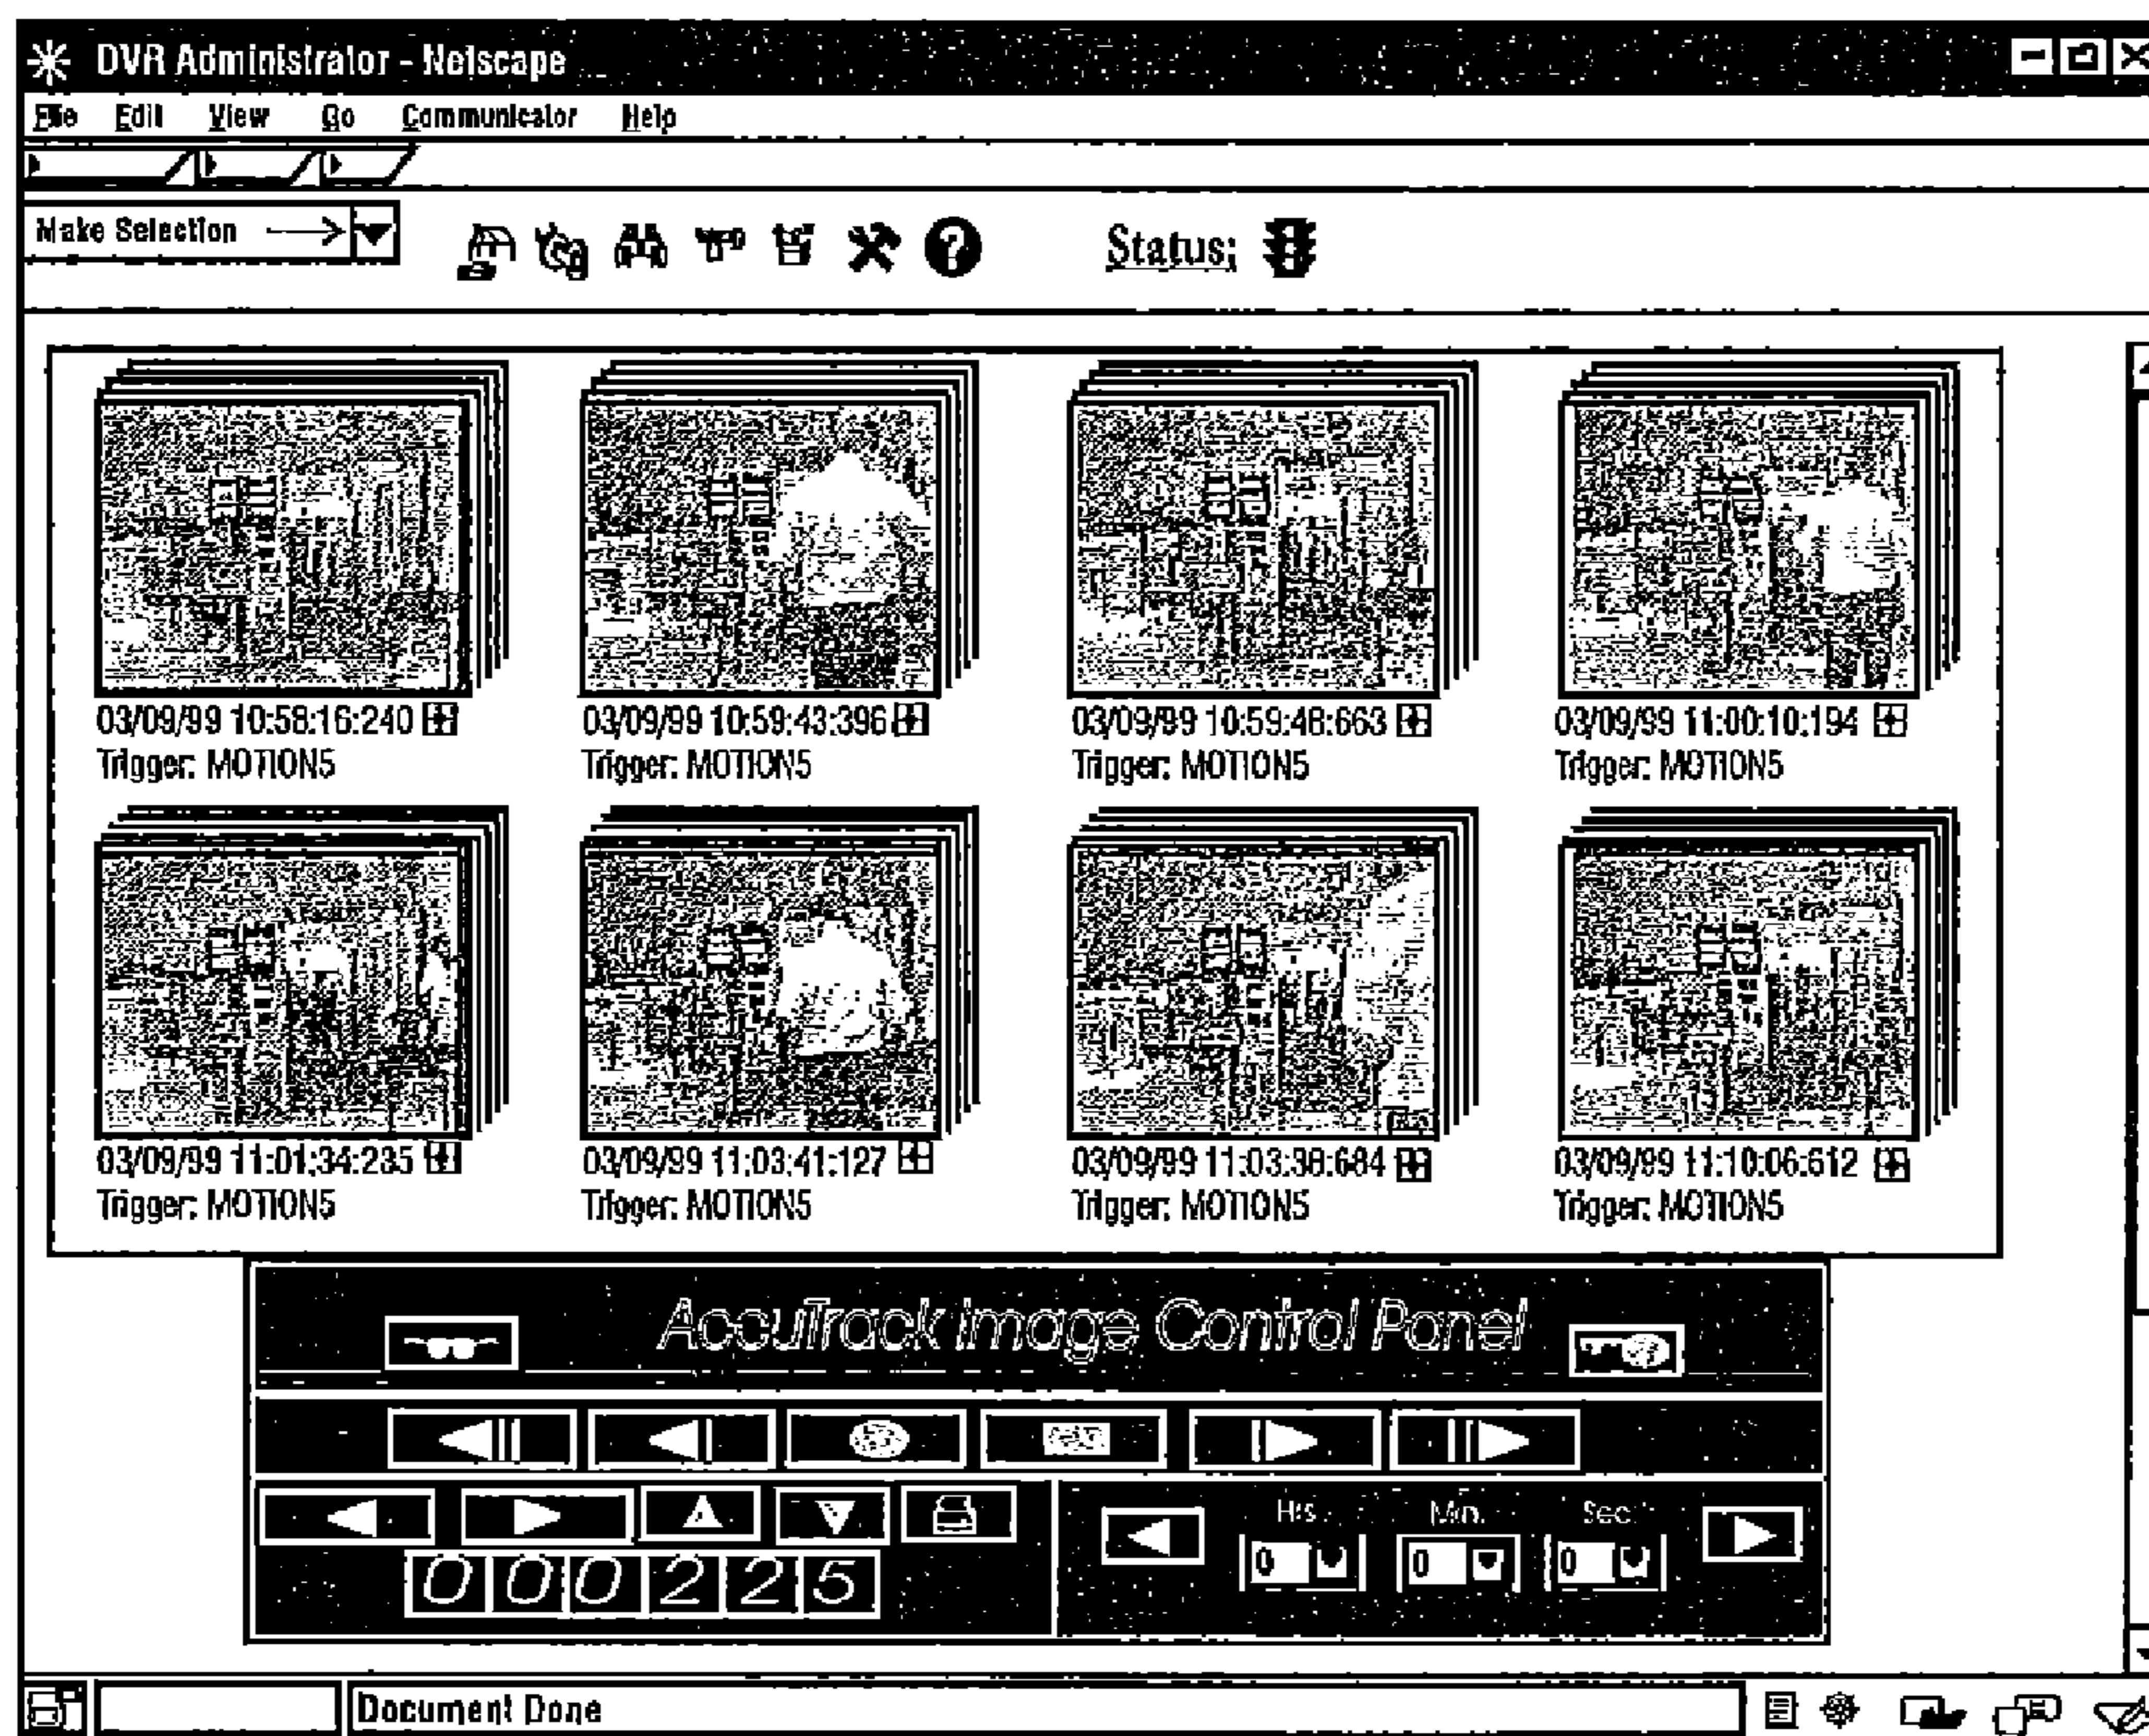 DVR Administrator - Netscape
File Edit View Go Communicator Help
Make Selection
Status:
03/09/99 10:58:16:240 03/09/99 10:59:43:396 03/09/99 10:59:48:663 03/09/99 11:00:10:194
Trigger: MOTION5 Trigger: MOTION5 Trigger: MOTION5 Trigger: MOTION5
03/09/99 11:01:34:235 03/09/99 11:03:41:127 03/09/99 11:03:38:684 03/09/99 11:10:06:612
Trigger: MOTION5 Trigger: MOTION5 Trigger: MOTION5 Trigger: MOTION5
AccuTrack Image Control Panel
Hrs. Min. Sec.
000225 0 0 0
Document Done